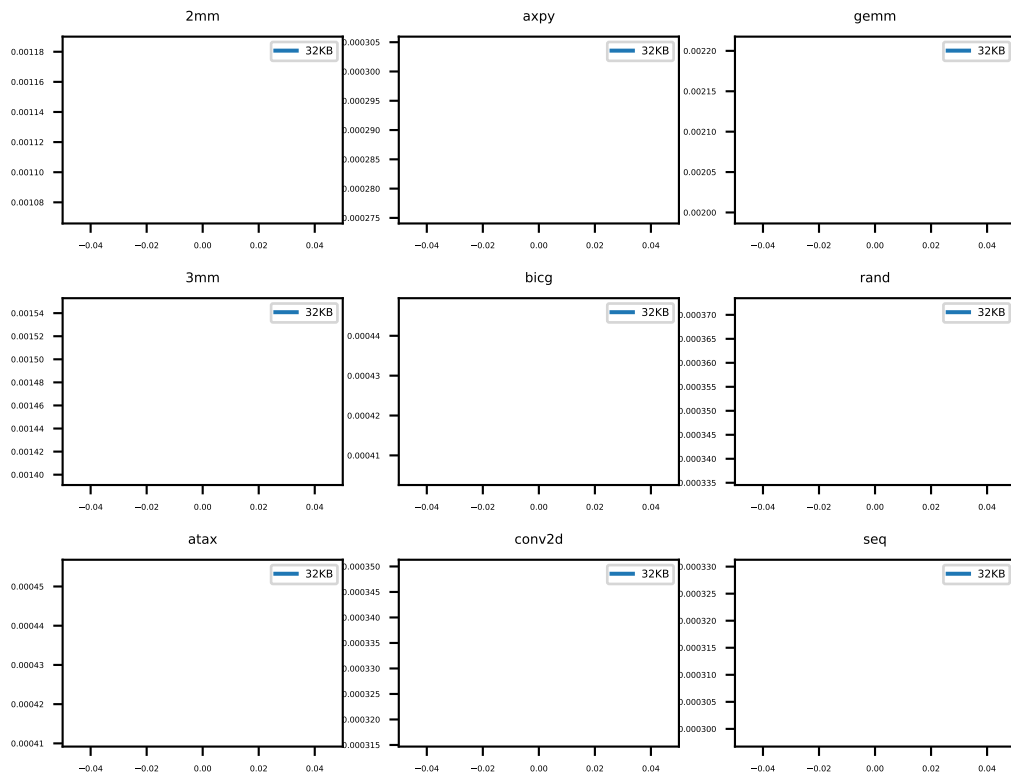 2mm
32KB
0.00118
0.00116
0.00114
0.00112
0.00110
0.00108
−0.04 −0.02 0.00 0.02 0.04
axpy
32KB
0.000305
0.000300
0.000295
0.000290
0.000285
0.000280
0.000275
−0.04 −0.02 0.00 0.02 0.04
gemm
32KB
0.00220
0.00215
0.00210
0.00205
0.00200
−0.04 −0.02 0.00 0.02 0.04
3mm
32KB
0.00154
0.00152
0.00150
0.00148
0.00146
0.00144
0.00142
0.00140
−0.04 −0.02 0.00 0.02 0.04
bicg
32KB
0.00044
0.00043
0.00042
0.00041
−0.04 −0.02 0.00 0.02 0.04
rand
32KB
0.000370
0.000365
0.000360
0.000355
0.000350
0.000345
0.000340
0.000335
−0.04 −0.02 0.00 0.02 0.04
atax
32KB
0.00045
0.00044
0.00043
0.00042
0.00041
−0.04 −0.02 0.00 0.02 0.04
conv2d
32KB
0.000350
0.000345
0.000340
0.000335
0.000330
0.000325
0.000320
0.000315
−0.04 −0.02 0.00 0.02 0.04
seq
32KB
0.000330
0.000325
0.000320
0.000315
0.000310
0.000305
0.000300
−0.04 −0.02 0.00 0.02 0.04